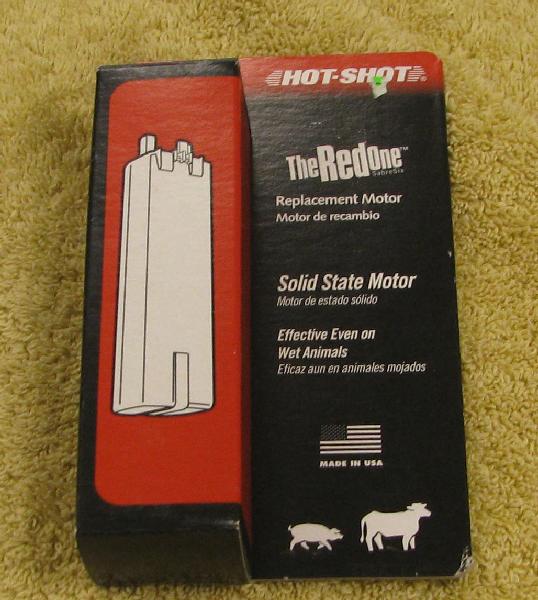 HOT-SHOT®
TheRedOne™
SabreSix
Replacement Motor
Motor de recambio
Solid State Motor
Motor de estado sólido
Effective Even on
Wet Animals
Eficaz aun en animales mojados
MADE IN USA